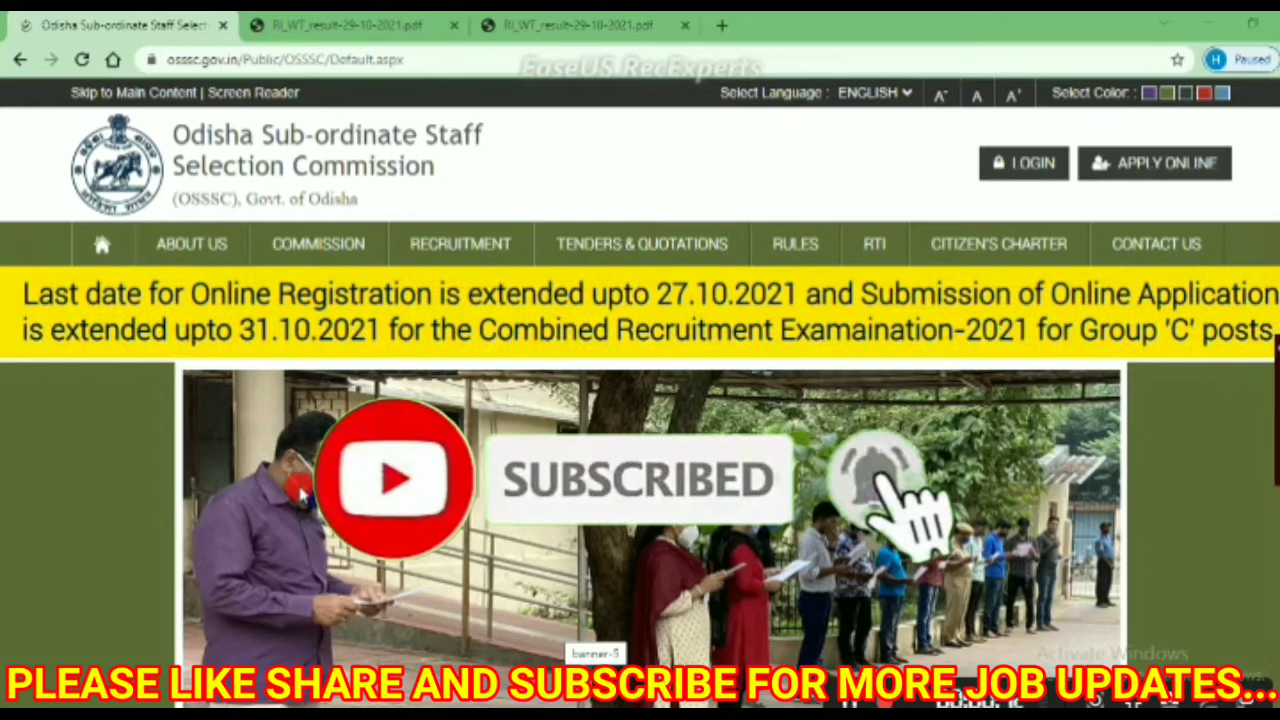 Odisha Sub-ordinate Staff Select
RI_WT_result-29-10-2021.pdf
RI_WT_result-29-10-2021.pdf
osssc.gov.in/Public/OSSSC/Default.aspx
EaseUS RecExperts
H
Paused
Skip to Main Content | Screen Reader
Select Language : ENGLISH
A-
A
A+
Select Color :
Odisha Sub-ordinate Staff
Selection Commission
(OSSSC), Govt. of Odisha
LOGIN
APPLY ONLINE
ABOUT US
COMMISSION
RECRUITMENT
TENDERS & QUOTATIONS
RULES
RTI
CITIZEN'S CHARTER
CONTACT US
Last date for Online Registration is extended upto 27.10.2021 and Submission of Online Application
is extended upto 31.10.2021 for the Combined Recruitment Examaination-2021 for Group 'C' posts
SUBSCRIBED
banner-5
Activate Windows
PLEASE LIKE SHARE AND SUBSCRIBE FOR MORE JOB UPDATES...